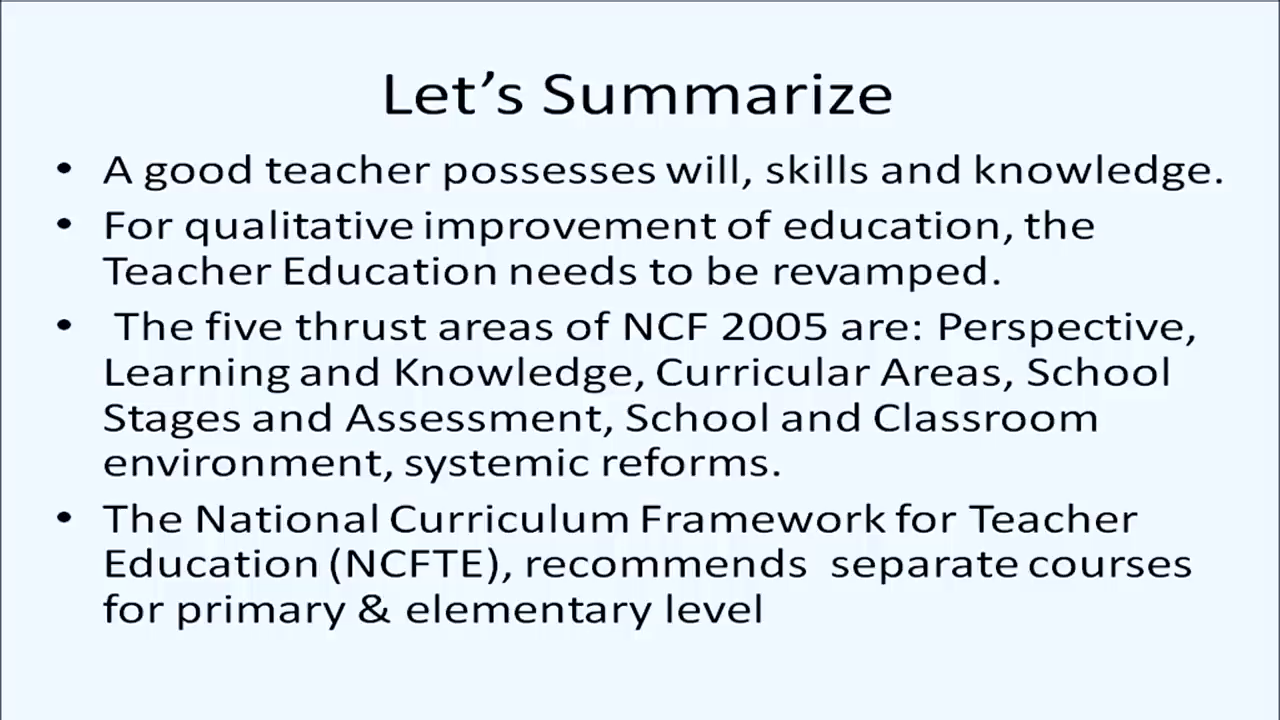 Let’s Summarize
• A good teacher possesses will, skills and knowledge.
• For qualitative improvement of education, the
Teacher Education needs to be revamped.
• The five thrust areas of NCF 2005 are: Perspective,
Learning and Knowledge, Curricular Areas, School
Stages and Assessment, School and Classroom
environment, systemic reforms.
• The National Curriculum Framework for Teacher
Education (NCFTE), recommends separate courses
for primary & elementary level